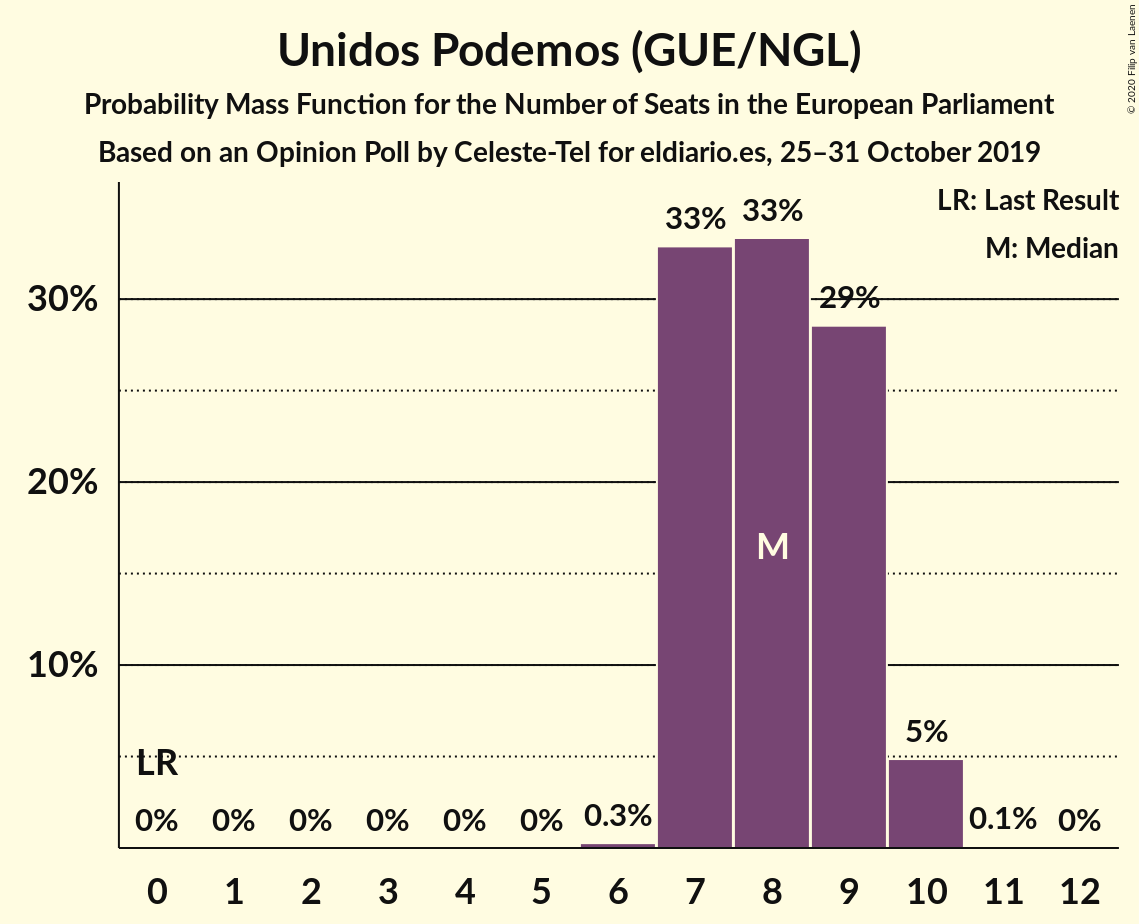 Unidos Podemos (GUE/NGL)
Probability Mass Function for the Number of Seats in the European Parliament
Based on an Opinion Poll by Celeste-Tel for eldiario.es, 25–31 October 2019
© 2020 Filip van Laenen
LR: Last Result
M: Median
33%
33%
30%
29%
20%
M
10%
5%
LR
0%
0%
0%
0%
0%
0%
0.3%
0.1%
0%
0 1 2 3 4 5 6 7 8 9 10 11 12